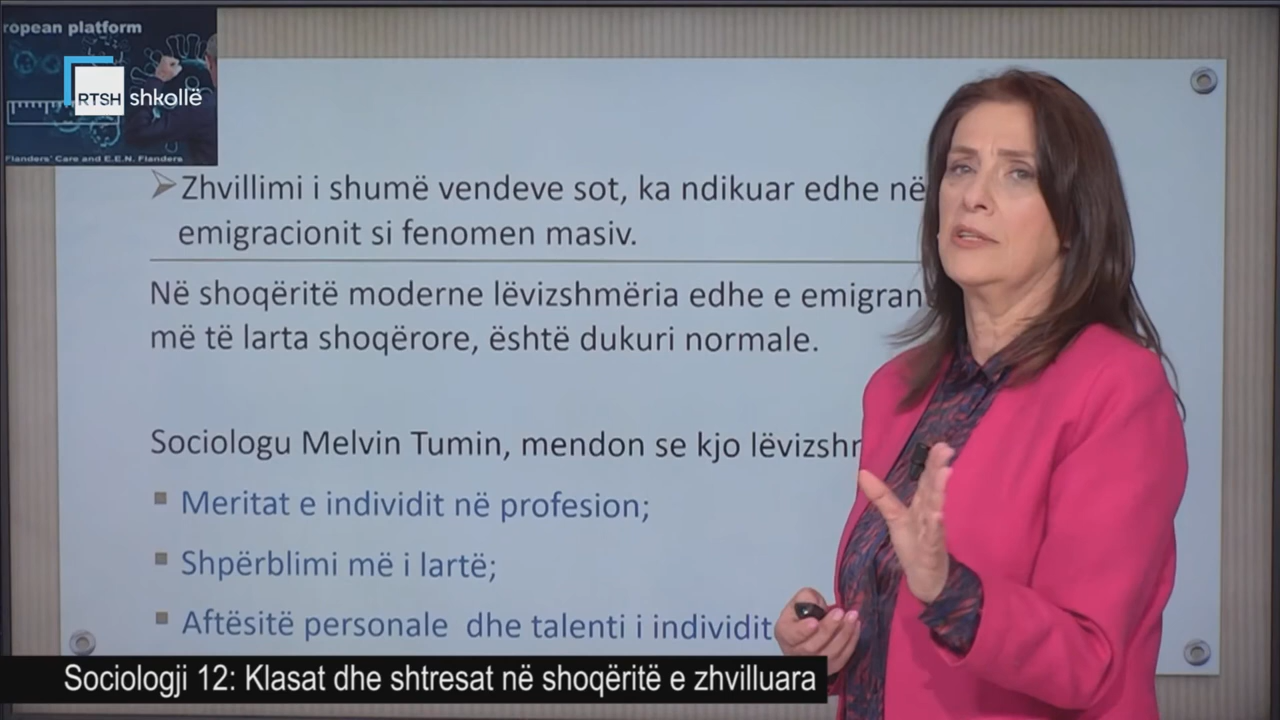 ropean platform
RTSH shkollë
Flanders' Care and E.E.N. Flanders
Zhvillimi i shumë vendeve sot, ka ndikuar edhe në
emigracionit si fenomen masiv.
Në shoqëritë moderne lëvizshmëria edhe e emigran
më të larta shoqërore, është dukuri normale.
Sociologu Melvin Tumin, mendon se kjo lëvizshr
Meritat e individit në profesion;
Shpërblimi më i lartë;
Aftësitë personale dhe talenti i individit
Sociologji 12: Klasat dhe shtresat në shoqëritë e zhvilluara